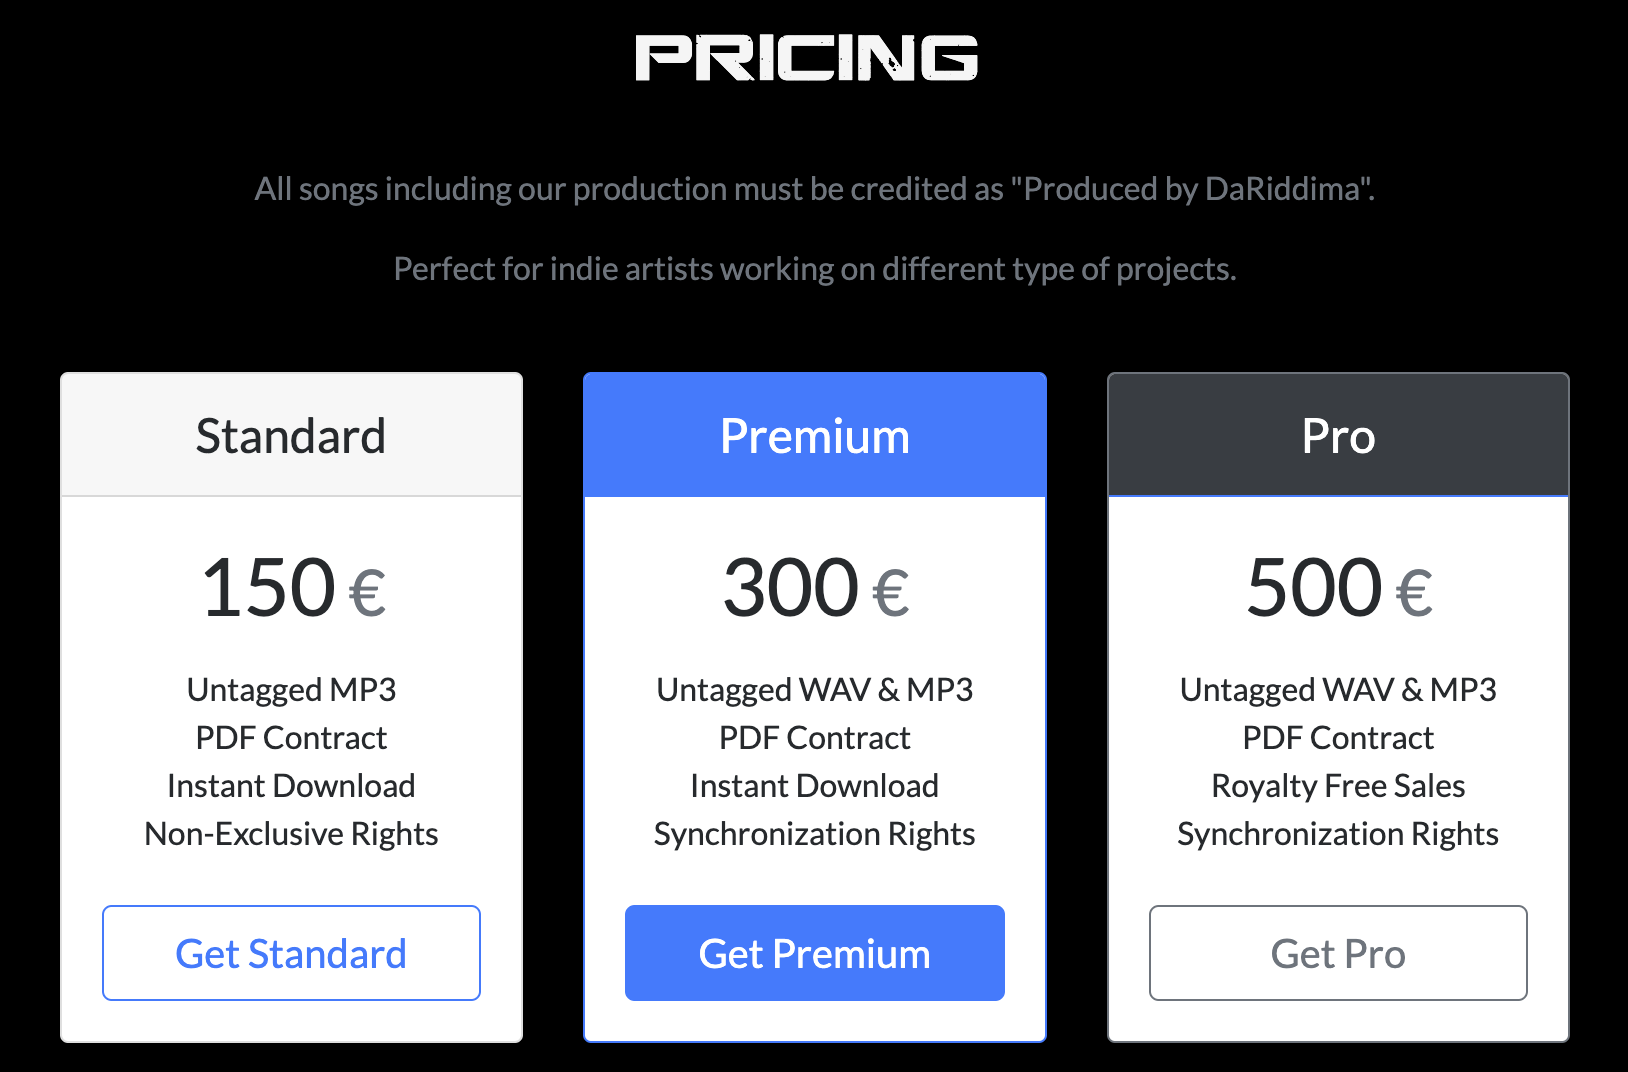 PRICING
All songs including our production must be credited as "Produced by DaRiddima".
Perfect for indie artists working on different type of projects.
Standard
150 €
Untagged MP3
PDF Contract
Instant Download
Non-Exclusive Rights
Get Standard
Premium
300 €
Untagged WAV & MP3
PDF Contract
Instant Download
Synchronization Rights
Get Premium
Pro
500 €
Untagged WAV & MP3
PDF Contract
Royalty Free Sales
Synchronization Rights
Get Pro